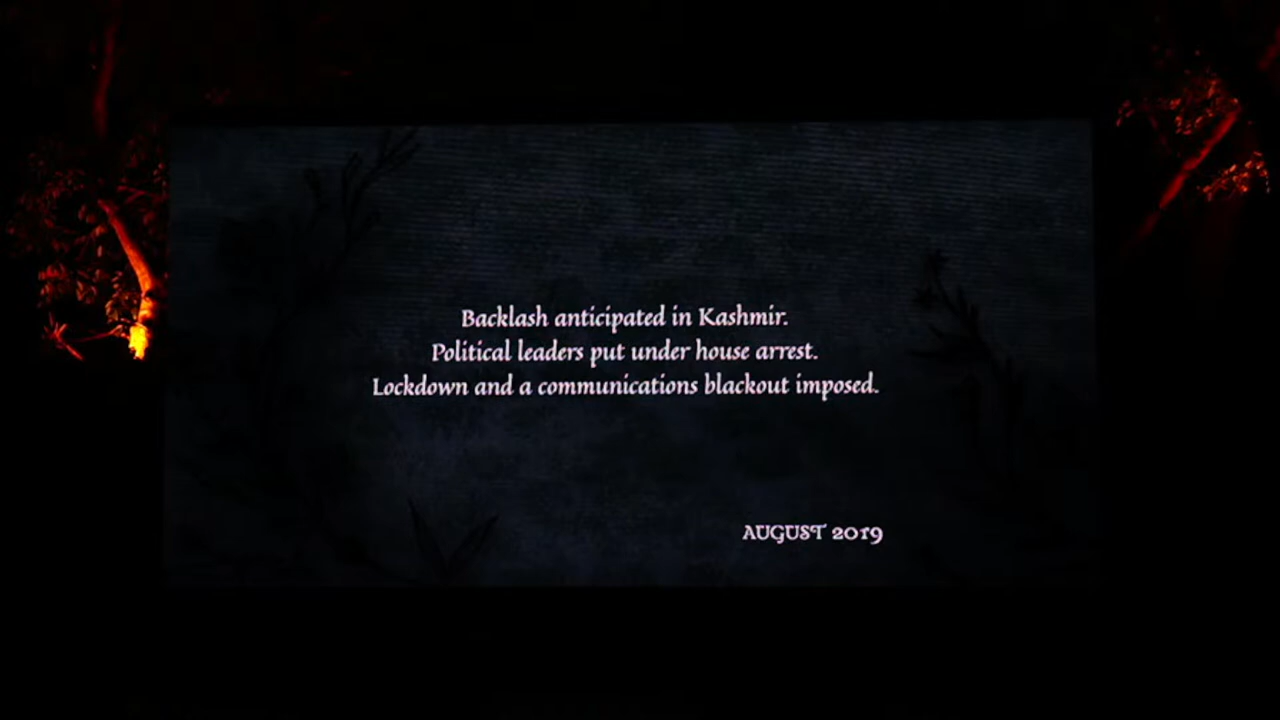 Backlash anticipated in Kashmir.
Political leaders put under house arrest.
Lockdown and a communications blackout imposed.
AUGUST 2019